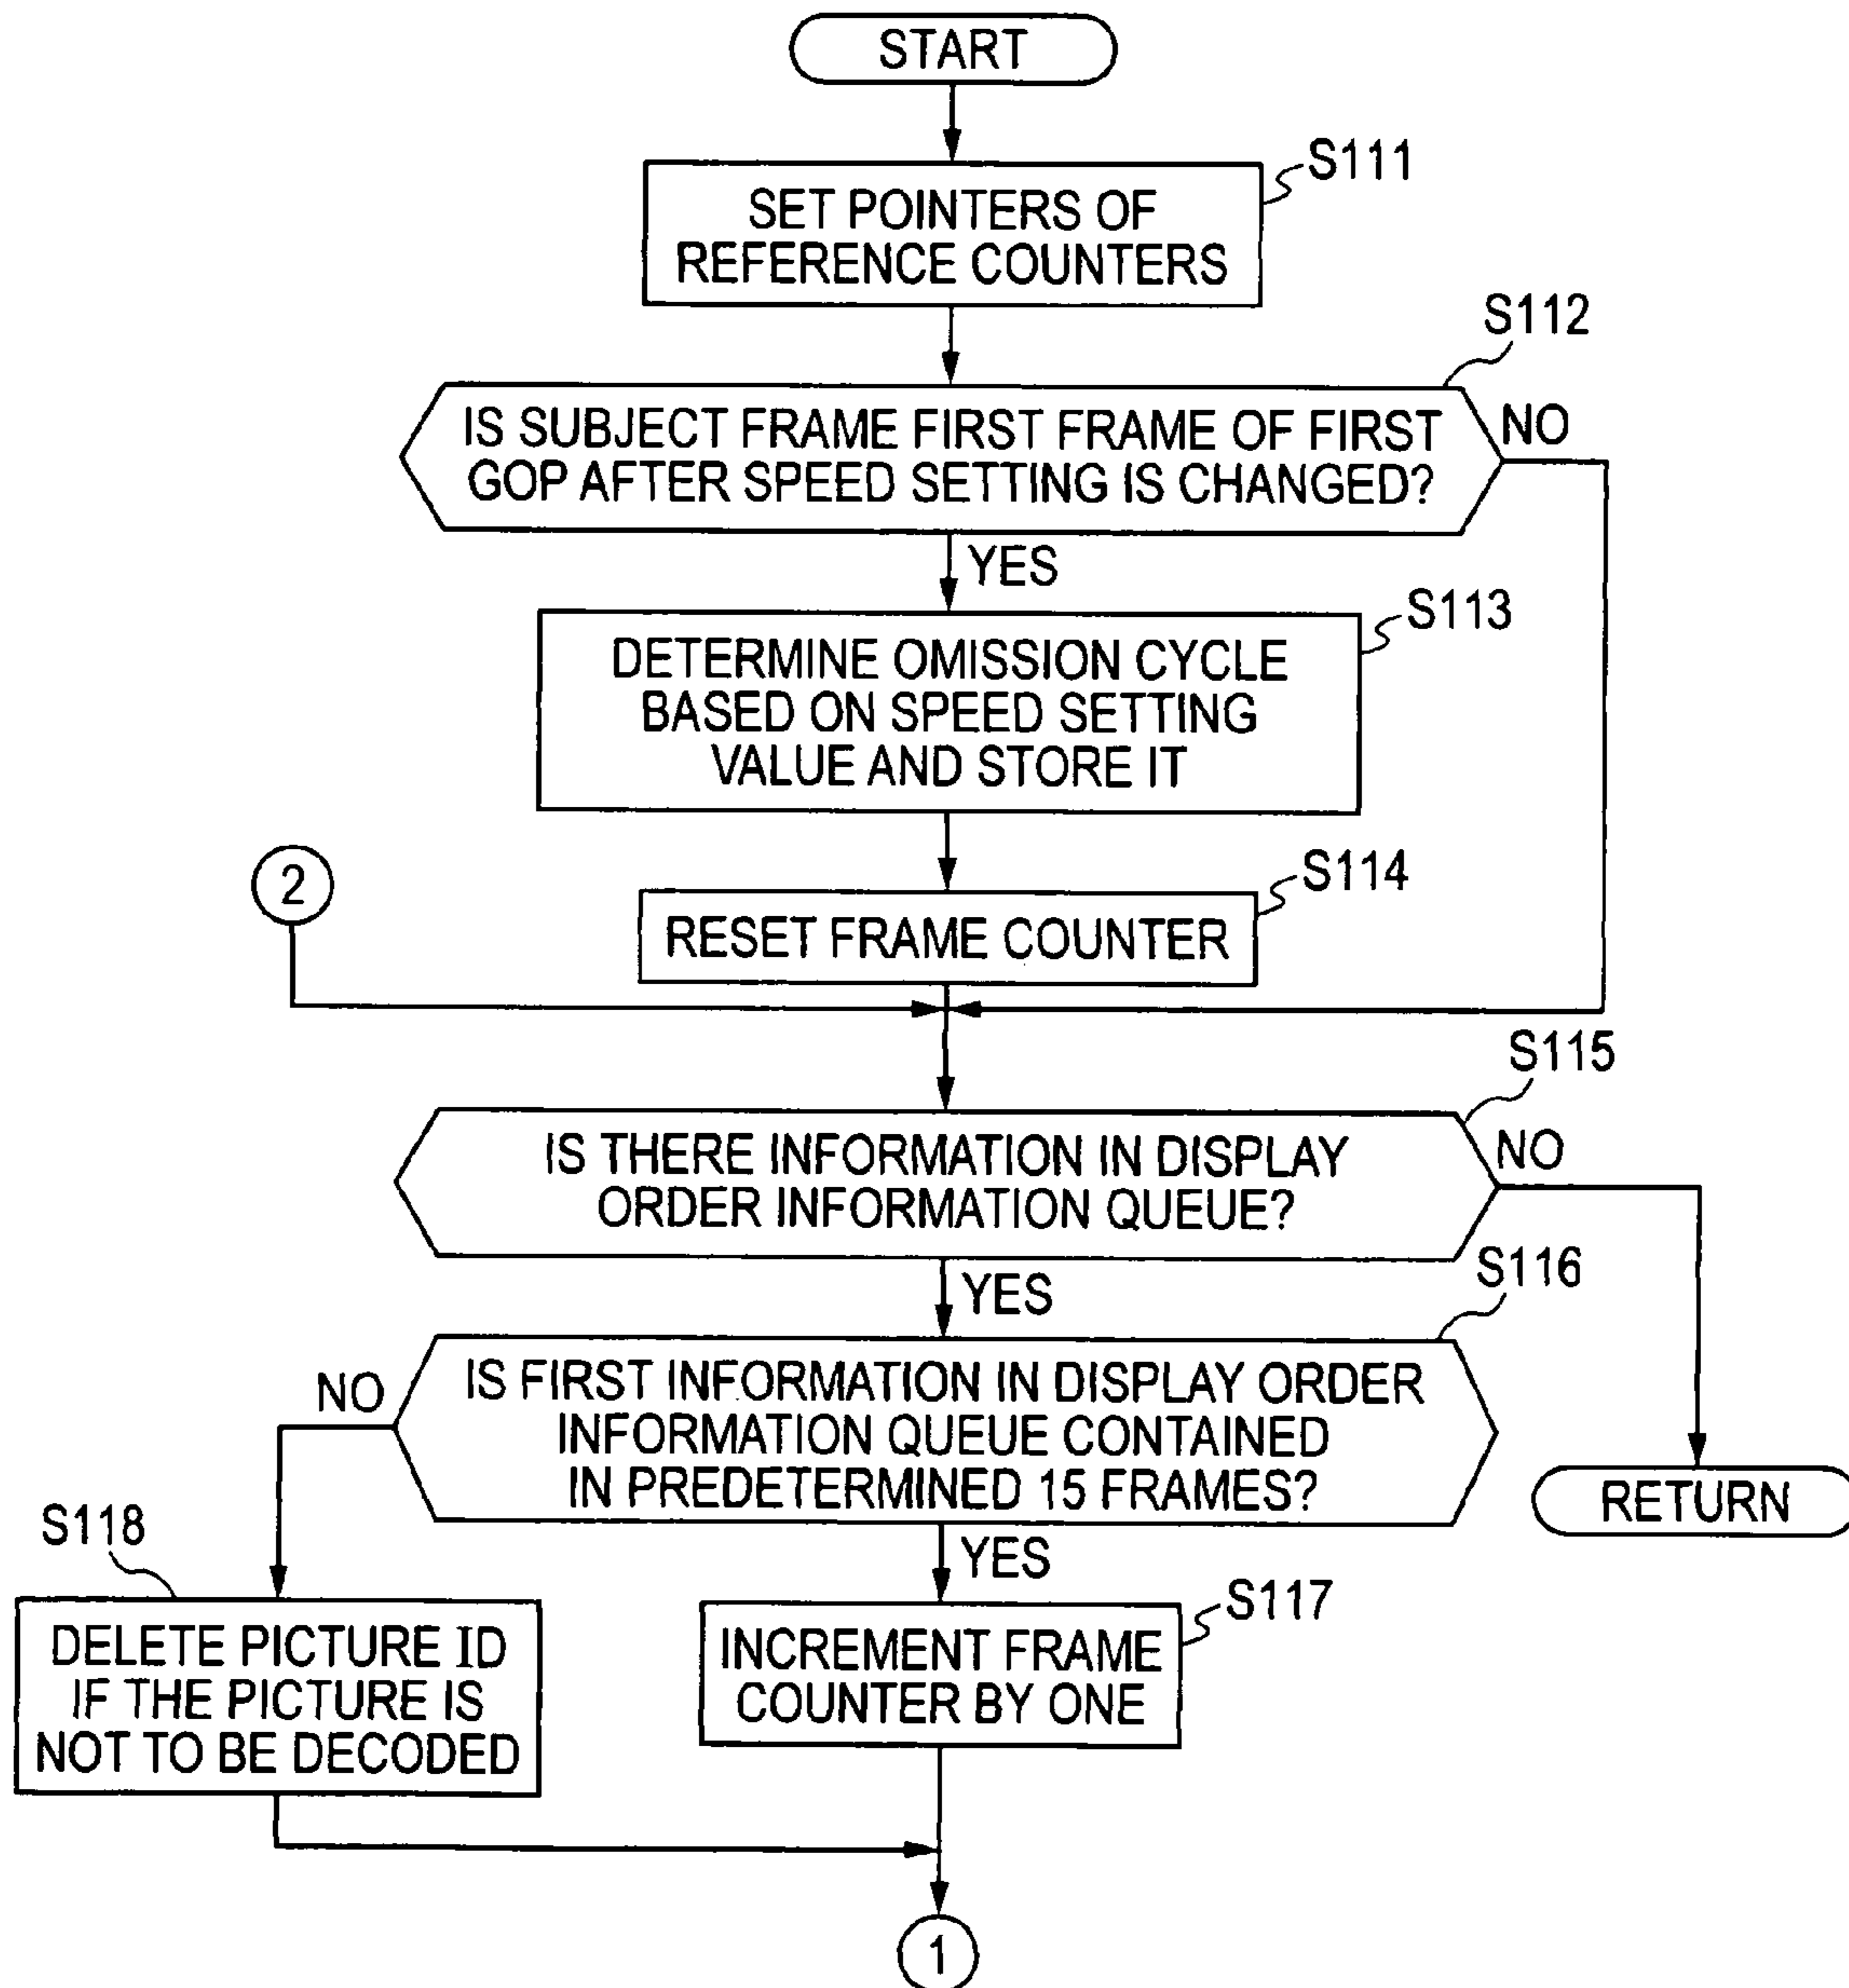 START
S111
SET POINTERS OF
REFERENCE COUNTERS
S112
IS SUBJECT FRAME FIRST FRAME OF FIRST
GOP AFTER SPEED SETTING IS CHANGED?
NO
YES
S113
DETERMINE OMISSION CYCLE
BASED ON SPEED SETTING
VALUE AND STORE IT
2
S114
RESET FRAME COUNTER
S115
IS THERE INFORMATION IN DISPLAY
ORDER INFORMATION QUEUE?
NO
YES
S116
IS FIRST INFORMATION IN DISPLAY ORDER
INFORMATION QUEUE CONTAINED
IN PREDETERMINED 15 FRAMES?
NO
RETURN
YES
S118
DELETE PICTURE ID
IF THE PICTURE IS
NOT TO BE DECODED
S117
INCREMENT FRAME
COUNTER BY ONE
1